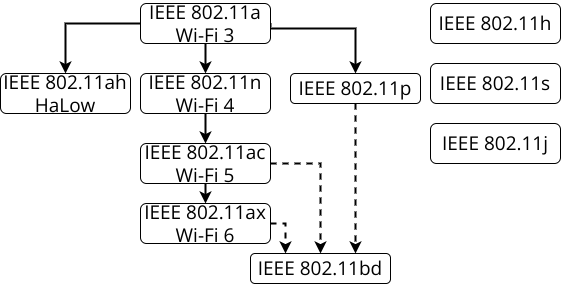 IEEE 802.11a
Wi-Fi 3
IEEE 802.11h
IEEE 802.11ah
HaLow
IEEE 802.11n
Wi-Fi 4
IEEE 802.11p
IEEE 802.11s
IEEE 802.11ac
Wi-Fi 5
IEEE 802.11j
IEEE 802.11ax
Wi-Fi 6
IEEE 802.11bd